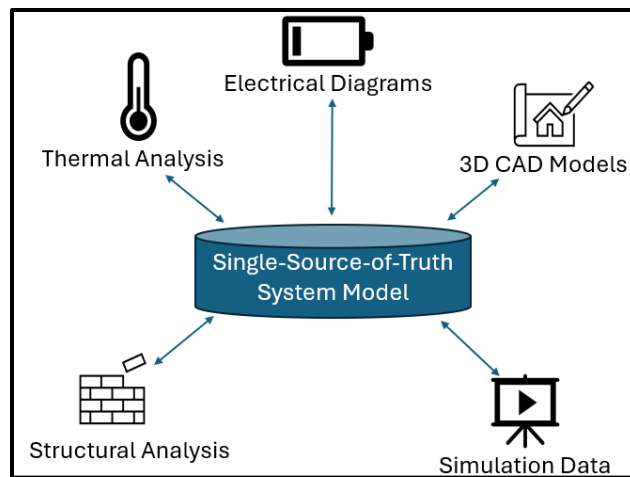 Electrical Diagrams
Thermal Analysis
3D CAD Models
Single-Source-of-Truth
System Model
Structural Analysis
Simulation Data